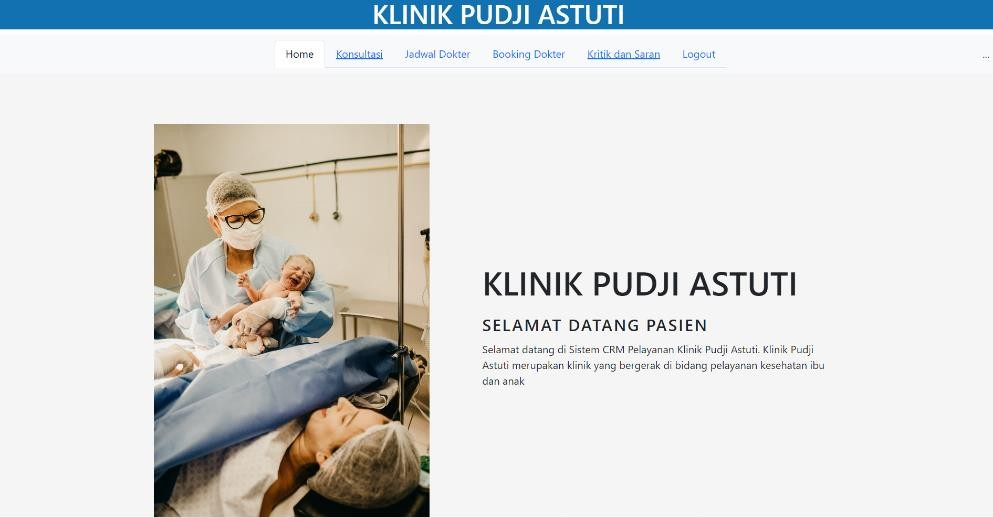 KLINIK PUDJI ASTUTI
Home Konsultasi Jadwal Dokter Booking Dokter Kritik dan Saran Logout ...
KLINIK PUDJI ASTUTI
SELAMAT DATANG PASIEN
Selamat datang di Sistem CRM Pelayanan Klinik Pudji Astuti. Klinik Pudji
Astuti merupakan klinik yang bergerak di bidang pelayanan kesehatan ibu
dan anak